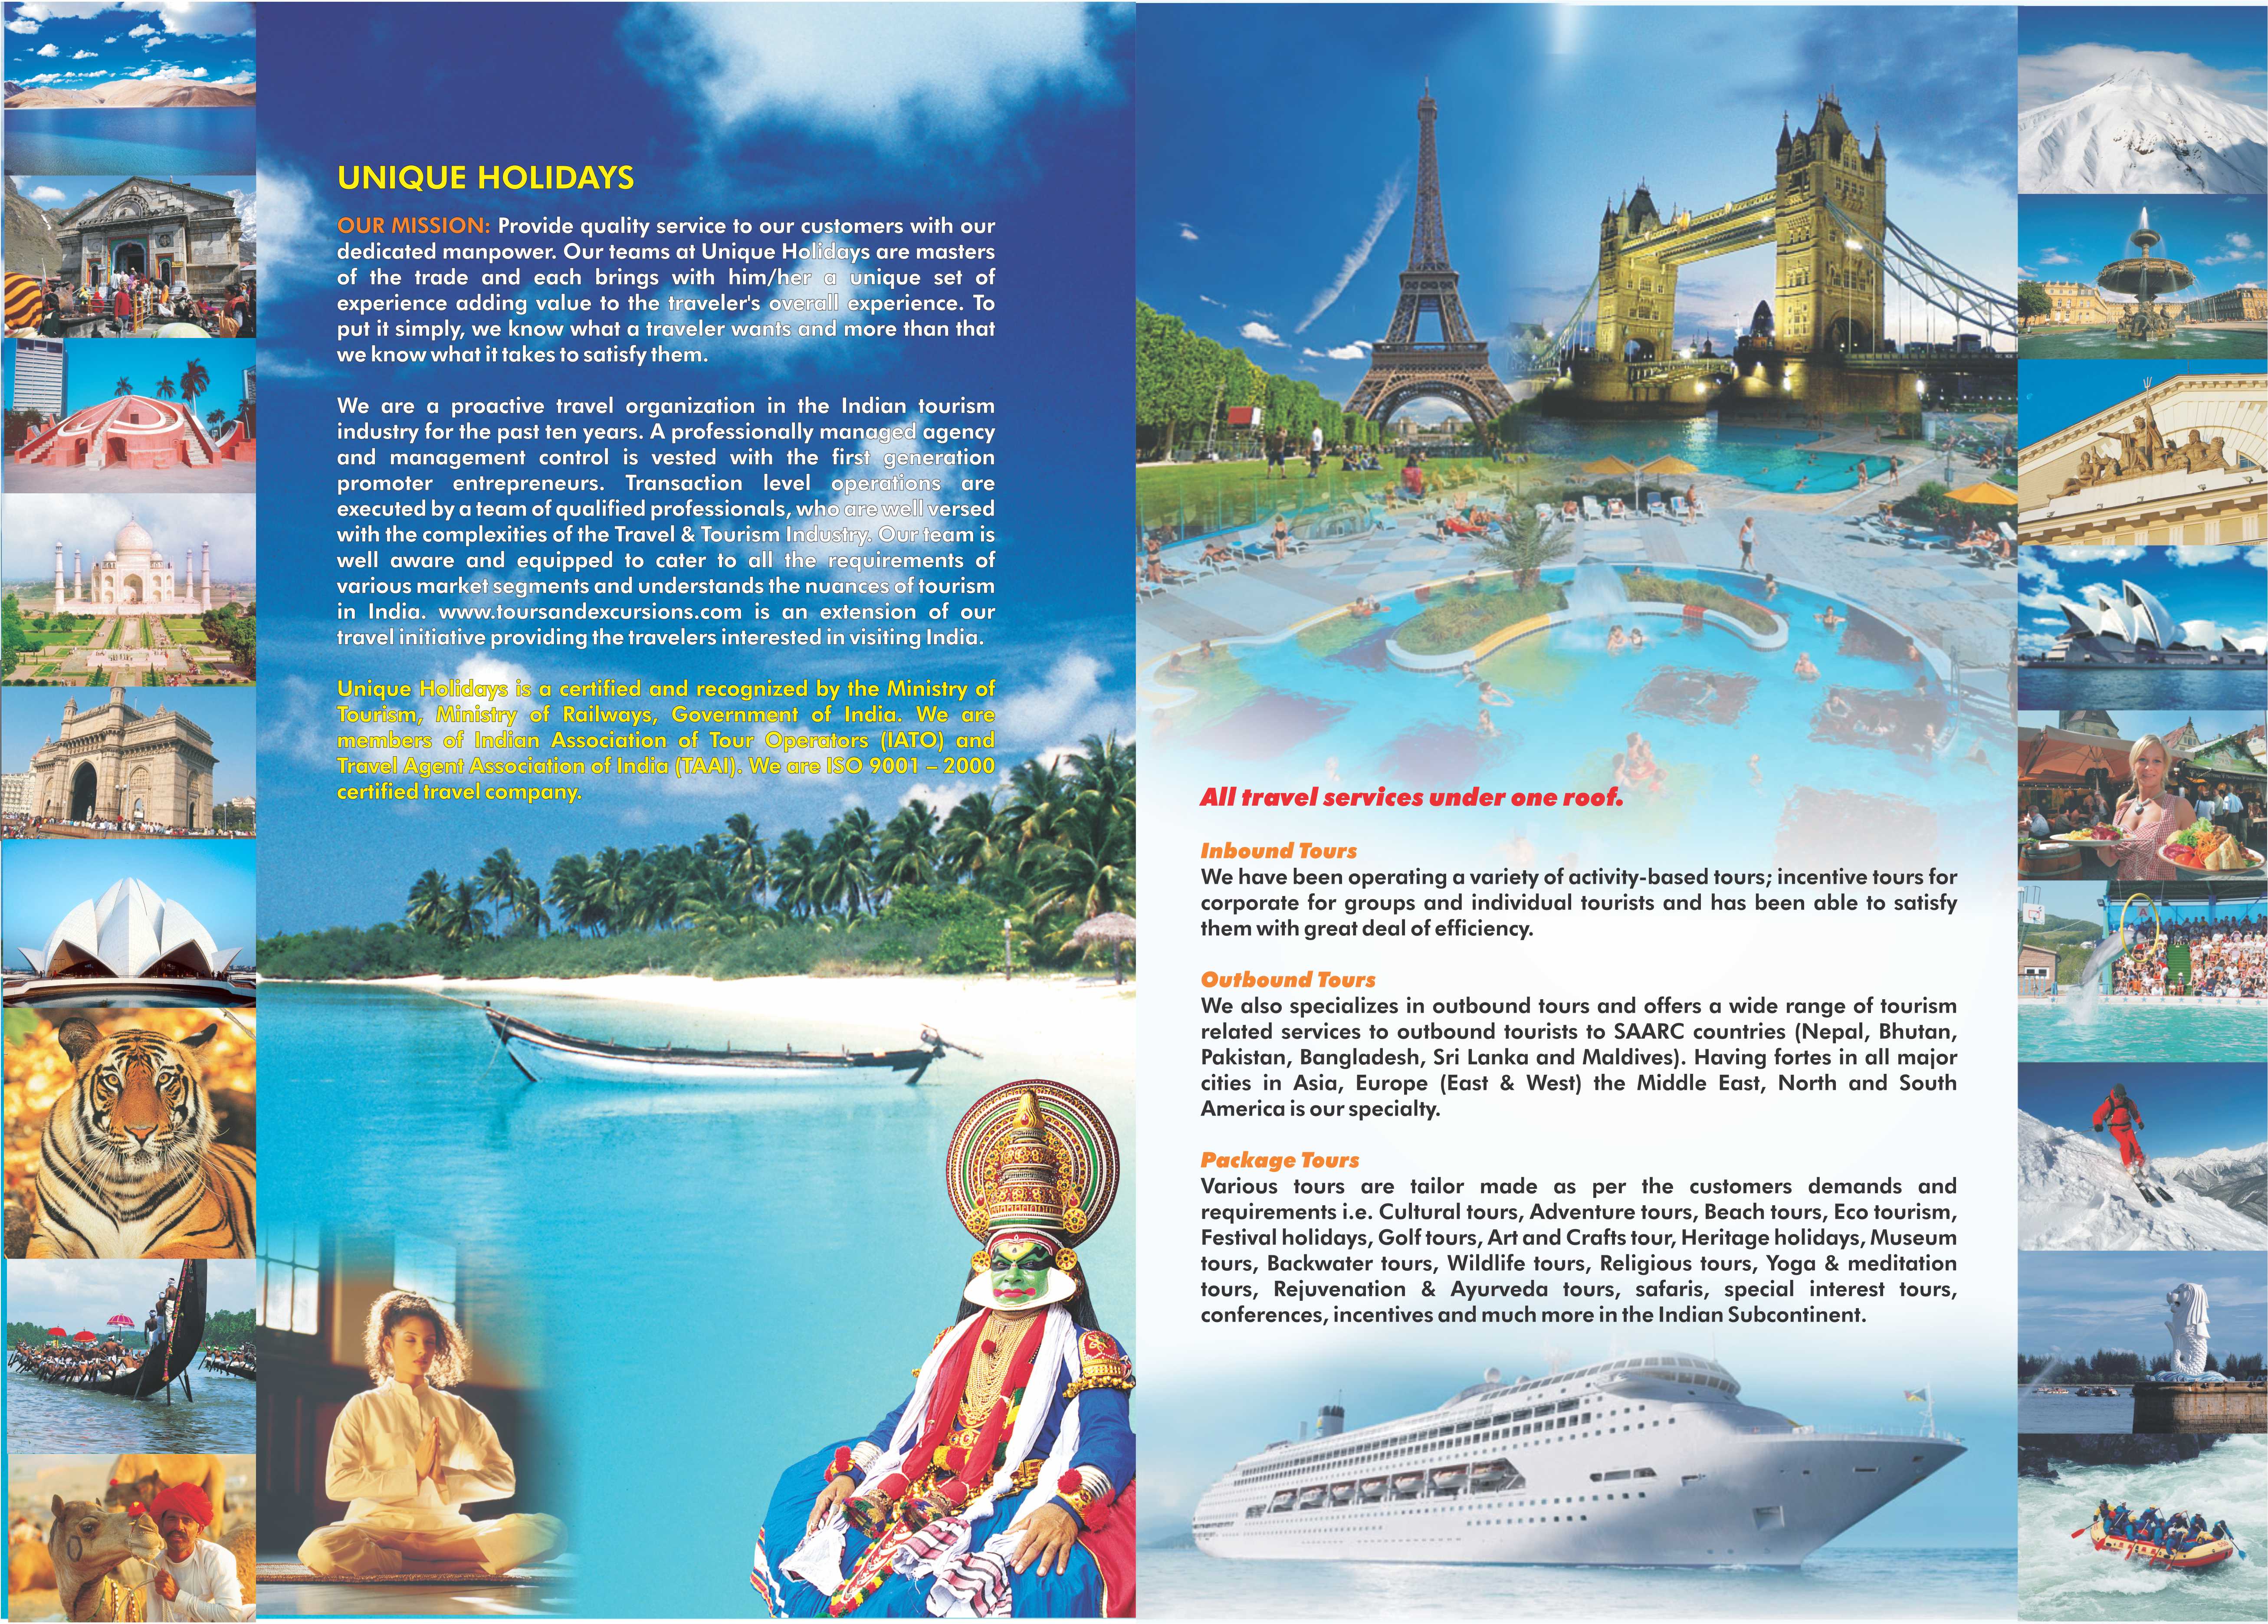 UNIQUE HOLIDAYS
OUR MISSION: Provide quality service to our customers with our
dedicated manpower. Our teams at Unique Holidays are masters
of the trade and each brings with him/her a unique set of
experience adding value to the traveler's overall experience. To
put it simply, we know what a traveler wants and more than that
we know what it takes to satisfy them.
We are a proactive travel organization in the Indian tourism
industry for the past ten years. A professionally managed agency
and management control is vested with the first generation
promoter entrepreneurs. Transaction level operations are
executed by a team of qualified professionals, who are well versed
with the complexities of the Travel & Tourism Industry. Our team is
well aware and equipped to cater to all the requirements of
various market segments and understands the nuances of tourism
in India. www.toursandexcursions.com is an extension of our
travel initiative providing the travelers interested in visiting India.
Unique Holidays is a certified and recognized by the Ministry of
Tourism, Ministry of Railways, Government of India. We are
members of Indian Association of Tour Operators (IATO) and
Travel Agent Association of India (TAAI). We are ISO 9001 – 2000
certified travel company.
All travel services under one roof.
Inbound Tours
We have been operating a variety of activity-based tours; incentive tours for
corporate for groups and individual tourists and has been able to satisfy
them with great deal of efficiency.
Outbound Tours
We also specializes in outbound tours and offers a wide range of tourism
related services to outbound tourists to SAARC countries (Nepal, Bhutan,
Pakistan, Bangladesh, Sri Lanka and Maldives). Having fortes in all major
cities in Asia, Europe (East & West) the Middle East, North and South
America is our specialty.
Package Tours
Various tours are tailor made as per the customers demands and
requirements i.e. Cultural tours, Adventure tours, Beach tours, Eco tourism,
Festival holidays, Golf tours, Art and Crafts tour, Heritage holidays, Museum
tours, Backwater tours, Wildlife tours, Religious tours, Yoga & meditation
tours, Rejuvenation & Ayurveda tours, safaris, special interest tours,
conferences, incentives and much more in the Indian Subcontinent.